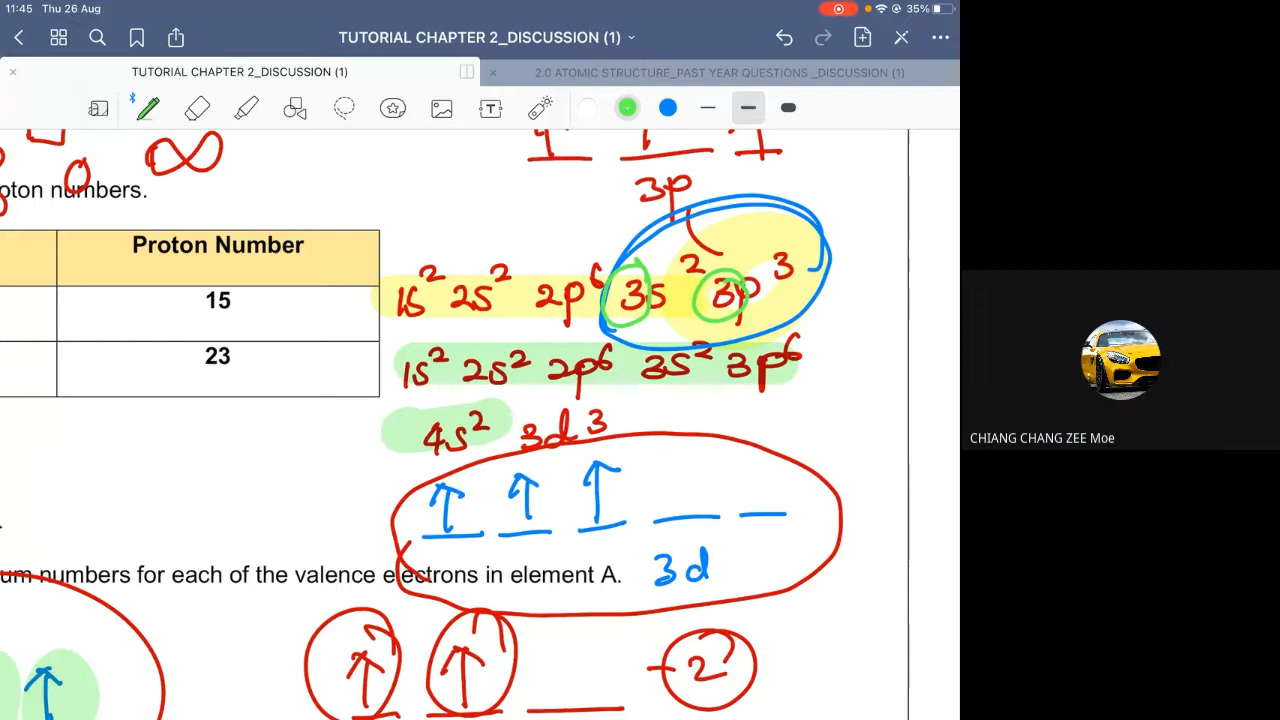 11:45 Thu 26 Aug
35%
TUTORIAL CHAPTER 2_DISCUSSION (1)
TUTORIAL CHAPTER 2_DISCUSSION (1)
2.0 ATOMIC STRUCTURE_PAST YEAR QUESTIONS _DISCUSSION (1)
∞
oton numbers.
3p
Proton Number
15
1s² 2s² 2p⁶ 3s² 3p³
23
1s² 2s² 2p⁶ 3s² 3p⁶
4s² 3d³
um numbers for each of the valence electrons in element A.
3d
-2
CHIANG CHANG ZEE Moe